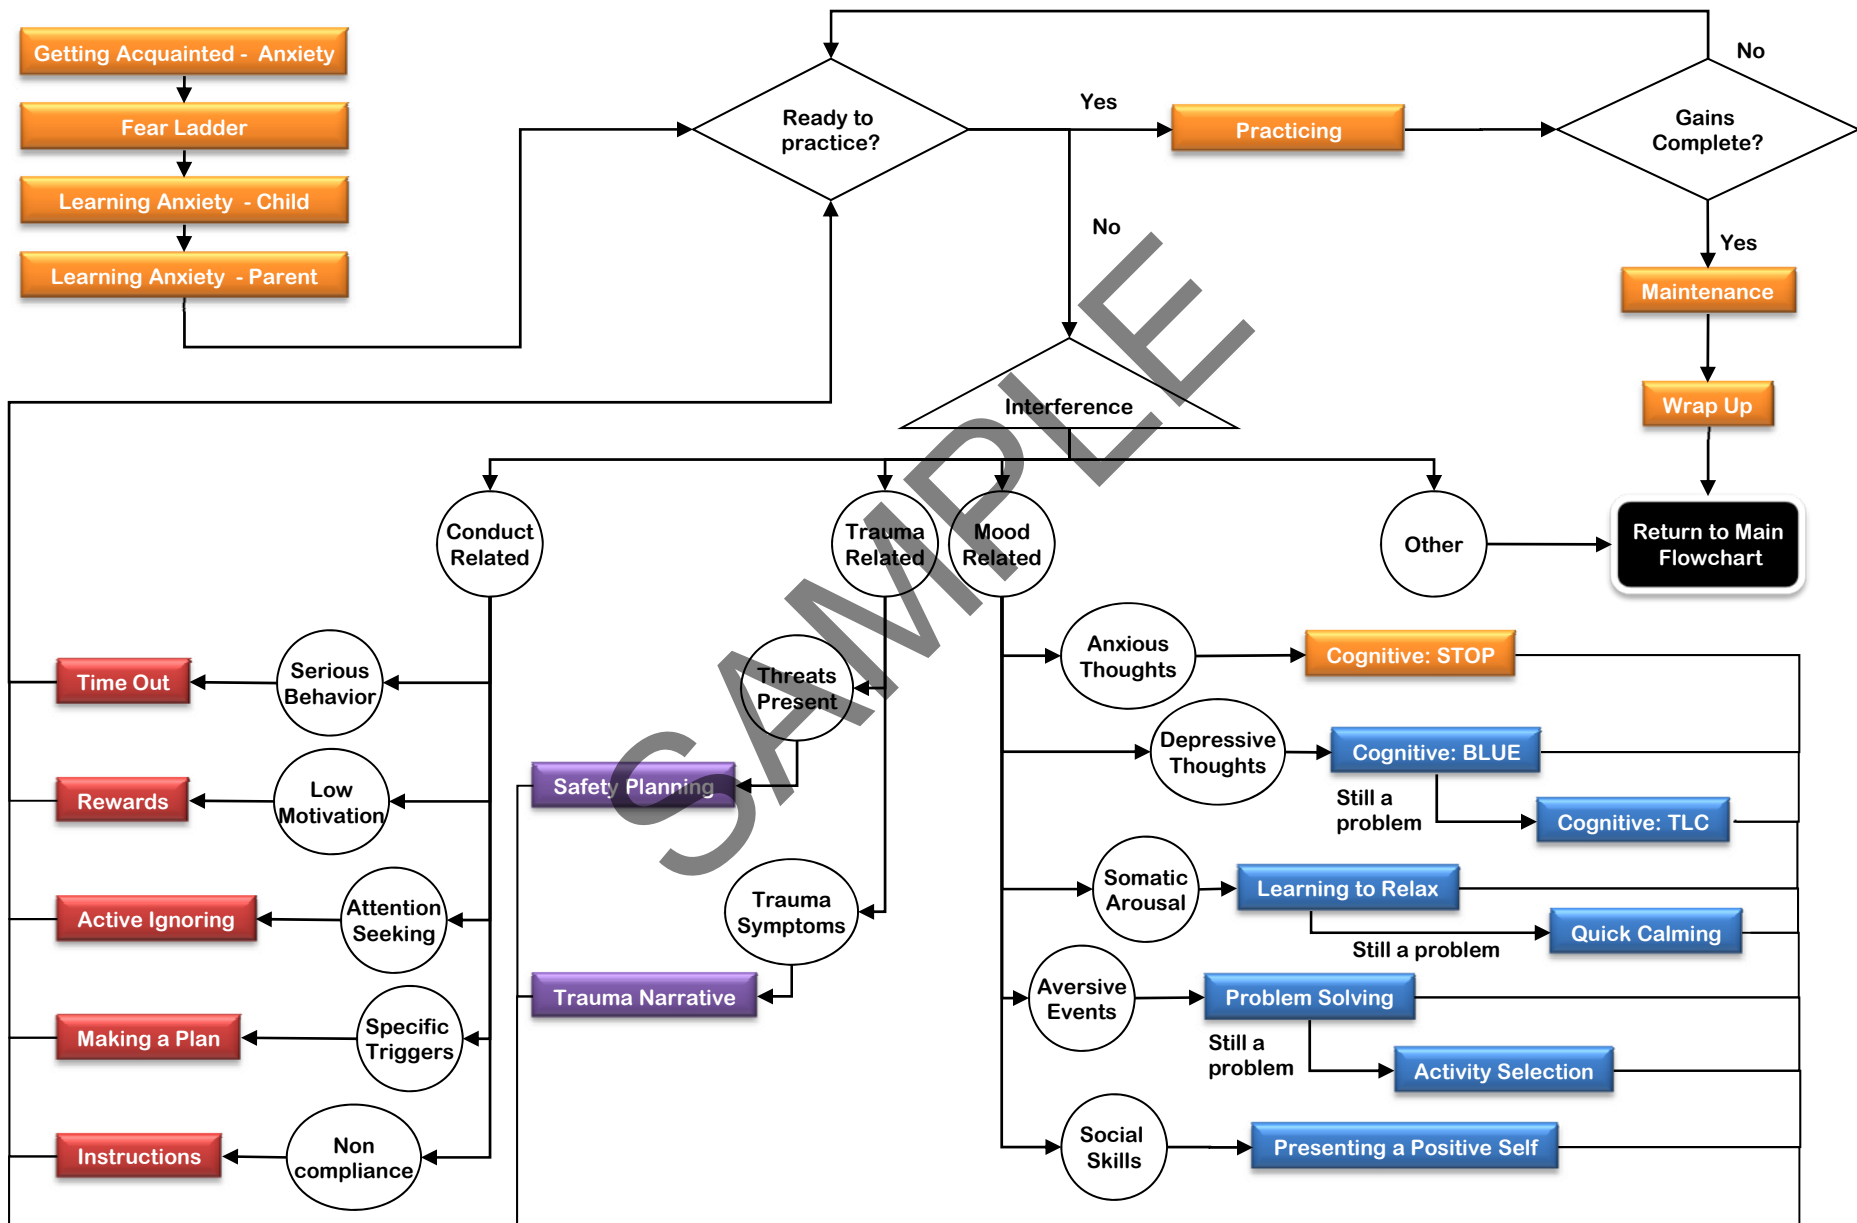 Getting Acquainted - Anxiety
Fear Ladder
Learning Anxiety - Child
Learning Anxiety - Parent
Ready to
practice?
Yes
Practicing
Gains
Complete?
No
No
Yes
Maintenance
Wrap Up
Return to Main
Flowchart
Interference
Conduct
Related
Trauma
Related
Mood
Related
Other
Time Out
Serious
Behavior
Rewards
Low
Motivation
Active Ignoring
Attention
Seeking
Making a Plan
Specific
Triggers
Instructions
Non
compliance
Threats
Present
Safety Planning
Trauma
Symptoms
Trauma Narrative
Anxious
Thoughts
Cognitive: STOP
Depressive
Thoughts
Cognitive: BLUE
Still a
problem
Cognitive: TLC
Somatic
Arousal
Learning to Relax
Still a problem
Quick Calming
Aversive
Events
Problem Solving
Still a
problem
Activity Selection
Social
Skills
Presenting a Positive Self
SAMPLE